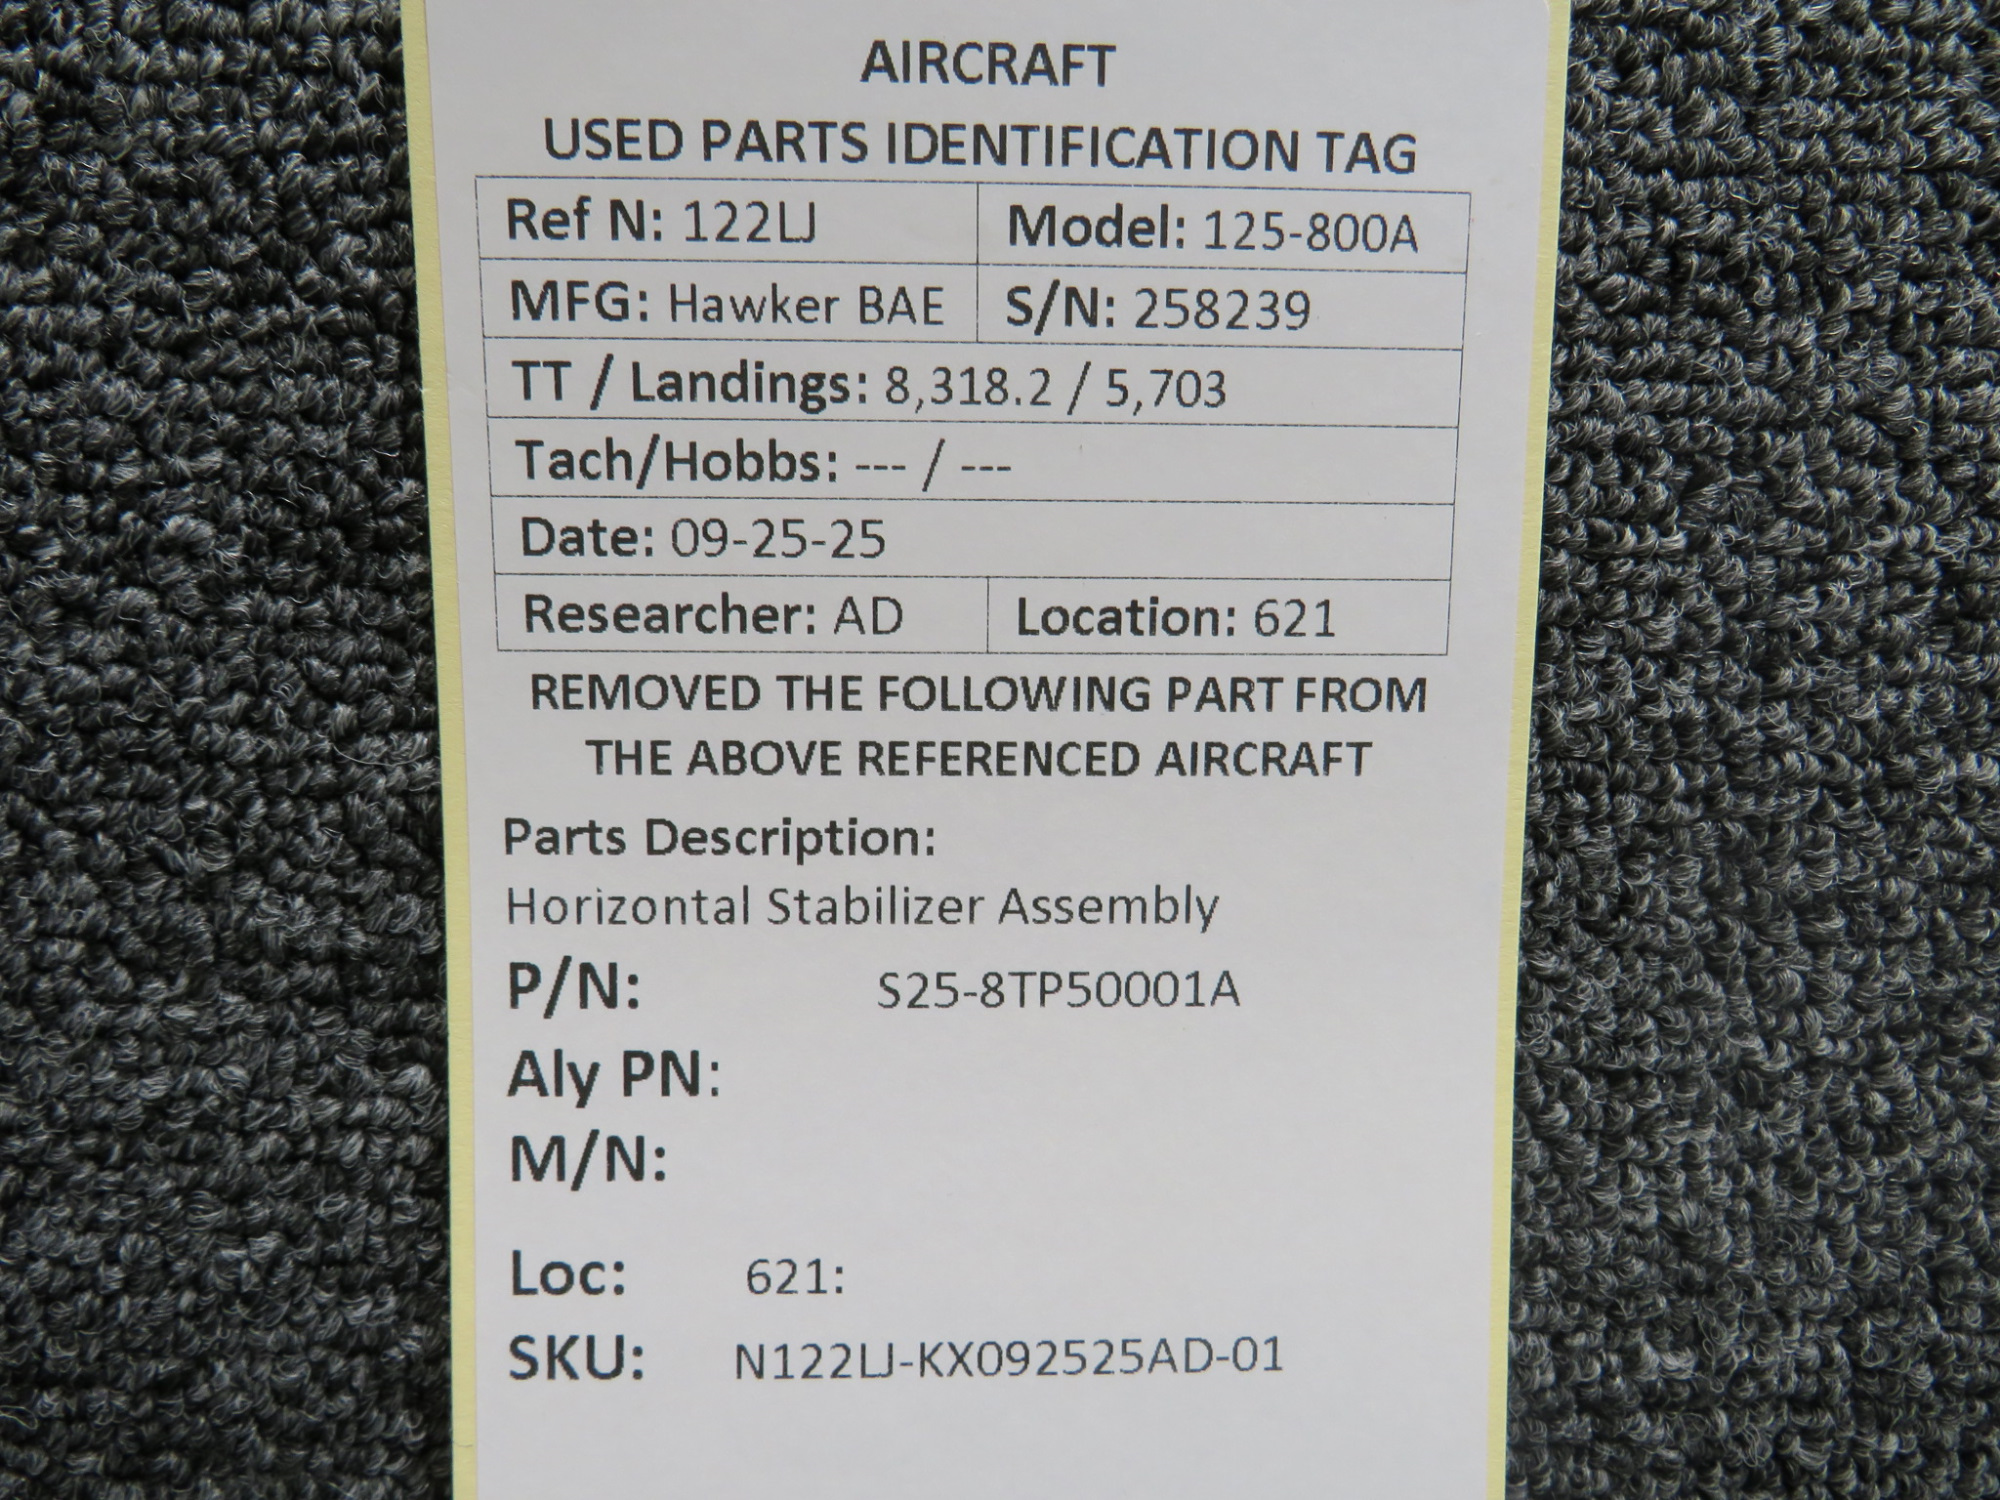 AIRCRAFT
USED PARTS IDENTIFICATION TAG
Ref N: 122LJ Model: 125-800A
MFG: Hawker BAE S/N: 258239
TT / Landings: 8,318.2 / 5,703
Tach/Hobbs: --- / ---
Date: 09-25-25
Researcher: AD Location: 621
REMOVED THE FOLLOWING PART FROM
THE ABOVE REFERENCED AIRCRAFT
Parts Description:
Horizontal Stabilizer Assembly
P/N: S25-8TP50001A
Aly PN:
M/N:
Loc: 621:
SKU: N122LJ-KX092525AD-01